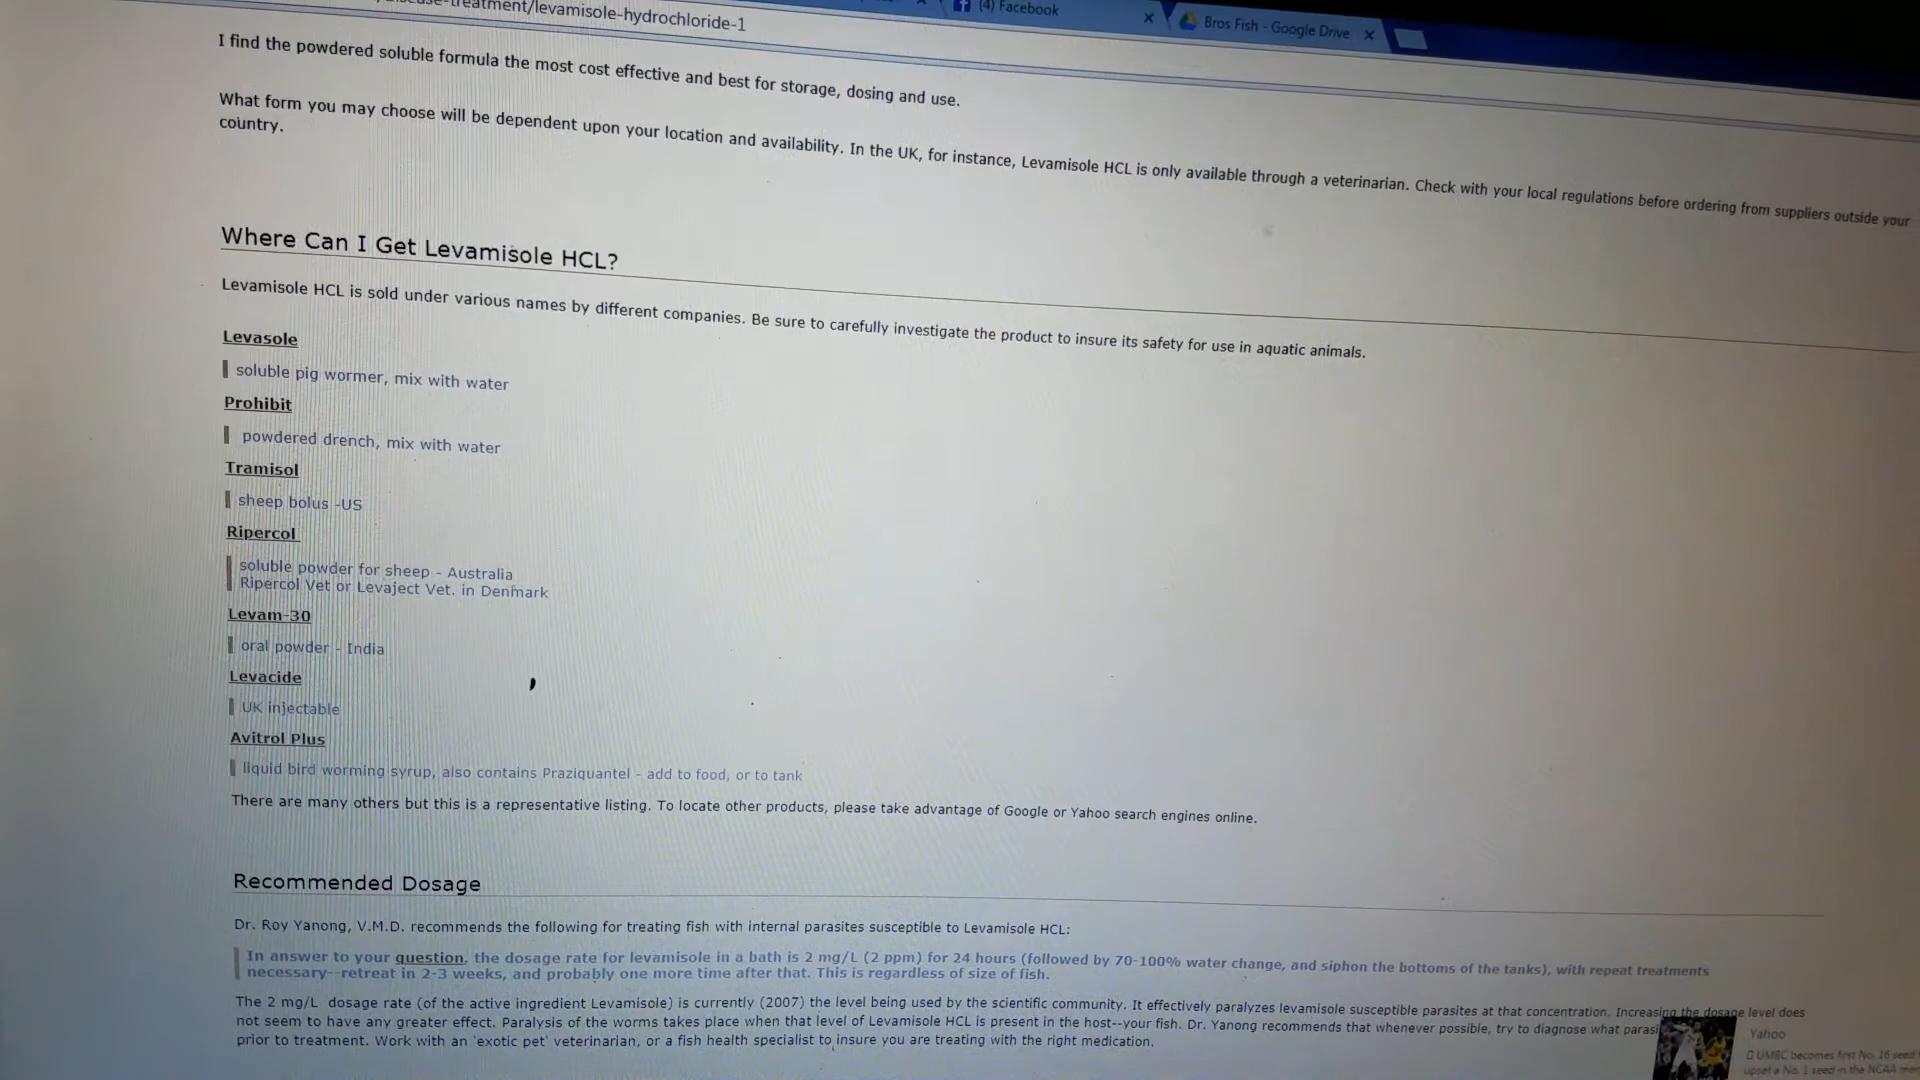 -treatment/levamisole-hydrochloride-1
(4) Facebook
Bros Fish - Google Drive
I find the powdered soluble formula the most cost effective and best for storage, dosing and use.
What form you may choose will be dependent upon your location and availability. In the UK, for instance, Levamisole HCL is only available through a veterinarian. Check with your local regulations before ordering from suppliers outside your
country.
Where Can I Get Levamisole HCL?
Levamisole HCL is sold under various names by different companies. Be sure to carefully investigate the product to insure its safety for use in aquatic animals.
Levasole
soluble pig wormer, mix with water
Prohibit
powdered drench, mix with water
Tramisol
sheep bolus -US
Ripercol
soluble powder for sheep - Australia
Ripercol Vet or Levaject Vet. in Denmark
Levam-30
oral powder - India
Levacide
UK injectable
Avitrol Plus
liquid bird worming syrup, also contains Praziquantel - add to food, or to tank
There are many others but this is a representative listing. To locate other products, please take advantage of Google or Yahoo search engines online.
Recommended Dosage
Dr. Roy Yanong, V.M.D. recommends the following for treating fish with internal parasites susceptible to Levamisole HCL:
In answer to your question, the dosage rate for levamisole in a bath is 2 mg/L (2 ppm) for 24 hours (followed by 70-100% water change, and siphon the bottoms of the tanks), with repeat treatments
necessary--retreat in 2-3 weeks, and probably one more time after that. This is regardless of size of fish.
The 2 mg/L dosage rate (of the active ingredient Levamisole) is currently (2007) the level being used by the scientific community. It effectively paralyzes levamisole susceptible parasites at that concentration. Increasing the dosage level does
not seem to have any greater effect. Paralysis of the worms takes place when that level of Levamisole HCL is present in the host--your fish. Dr. Yanong recommends that whenever possible, try to diagnose what parasi
prior to treatment. Work with an 'exotic pet' veterinarian, or a fish health specialist to insure you are treating with the right medication.
Yahoo
UMBC becomes first No. 16 seed
upset a No. 1 seed in the NCAA